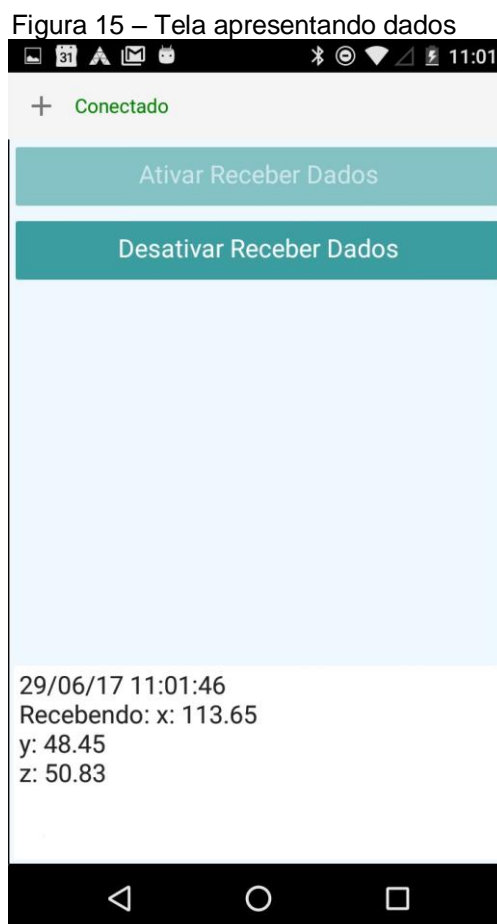 Figura 15 – Tela apresentando dados
31 11:01
Conectado
Ativar Receber Dados
Desativar Receber Dados
29/06/17 11:01:46
Recebendo: x: 113.65
y: 48.45
z: 50.83